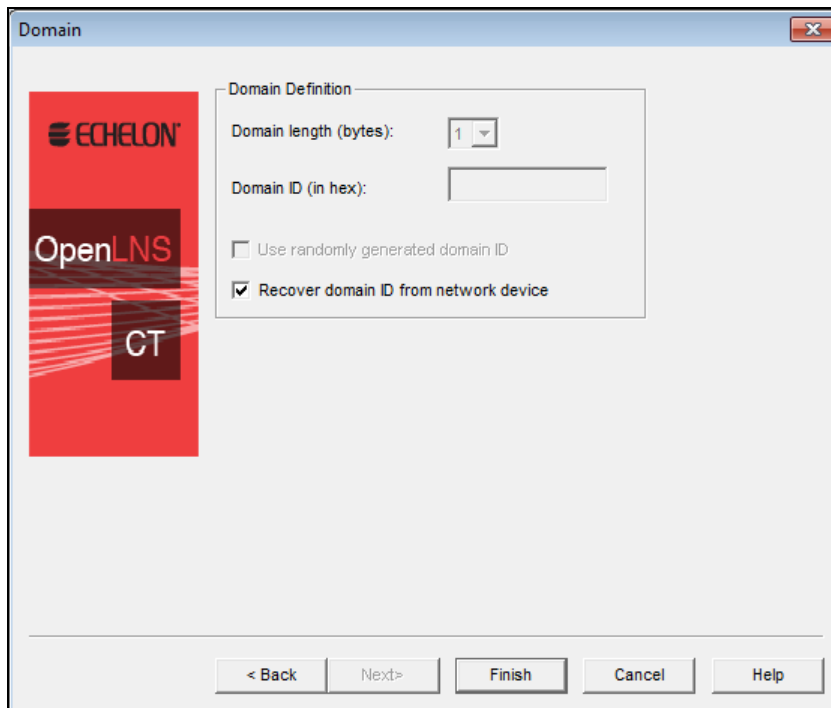 Domain
ECHELON
OpenLNS
CT
Domain Definition
Domain length (bytes):
1
Domain ID (in hex):
Use randomly generated domain ID
Recover domain ID from network device
< Back
Next>
Finish
Cancel
Help